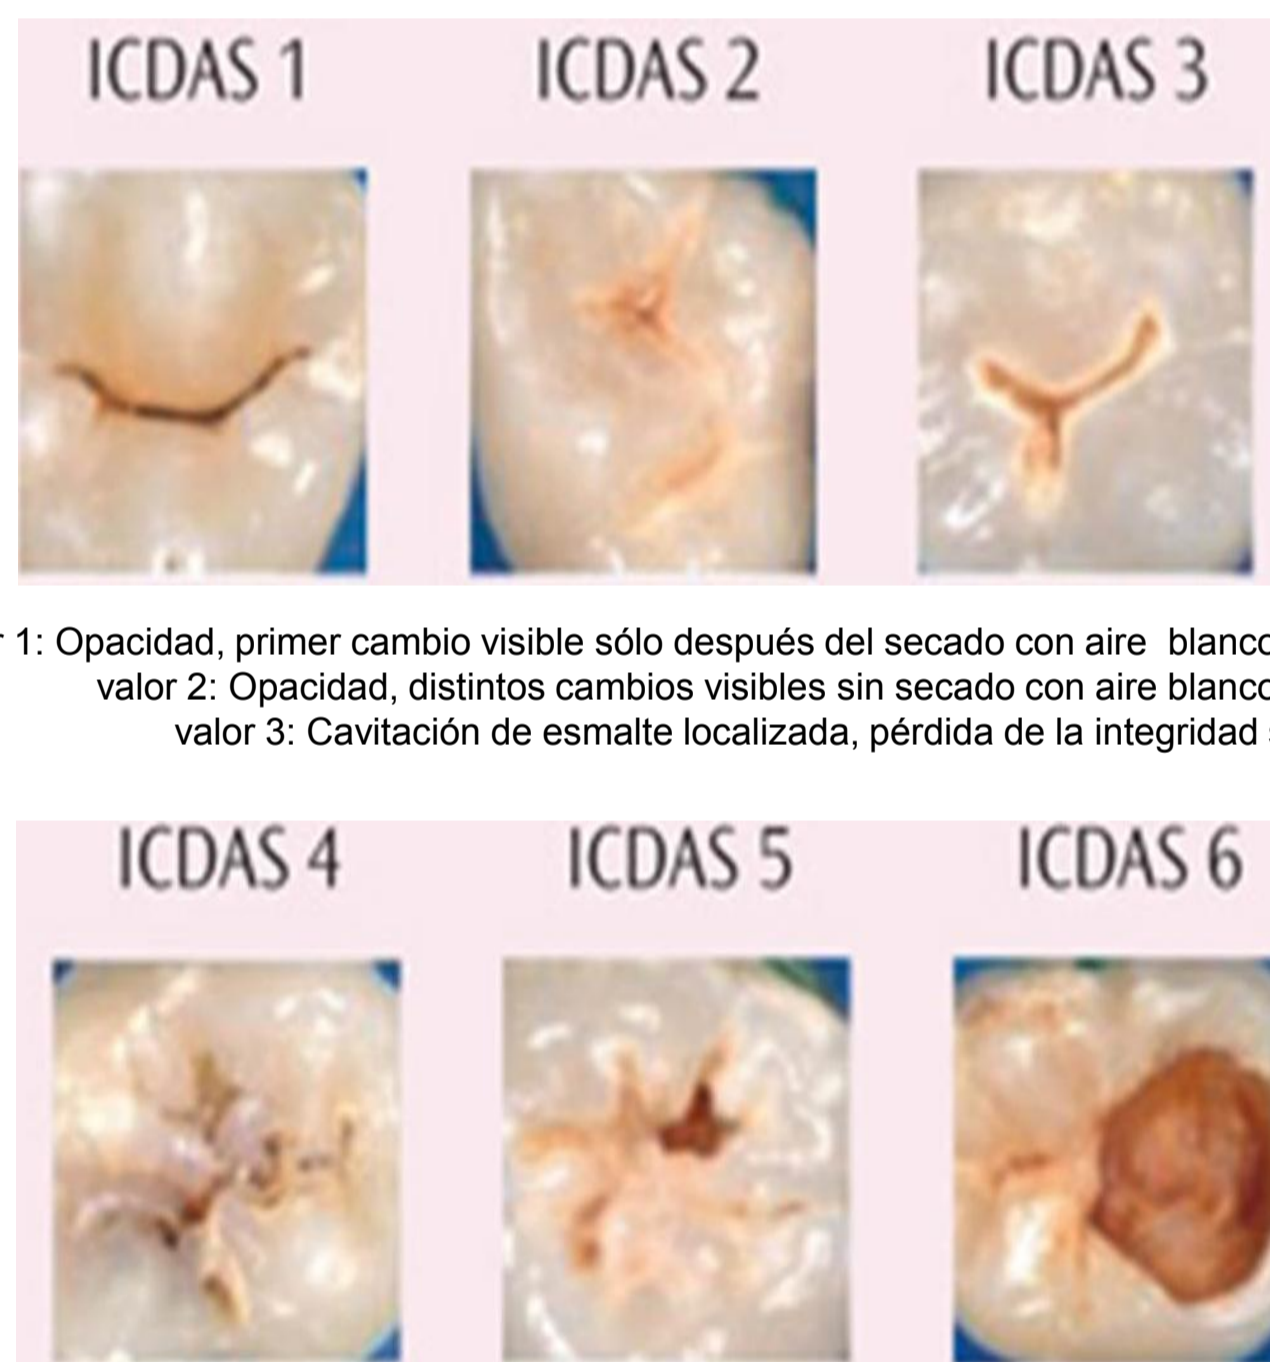 ICDAS 1 ICDAS 2 ICDAS 3
1: Opacidad, primer cambio visible sólo después del secado con aire blanco
valor 2: Opacidad, distintos cambios visibles sin secado con aire blanco
valor 3: Cavitación de esmalte localizada, pérdida de la integridad
ICDAS 4 ICDAS 5 ICDAS 6